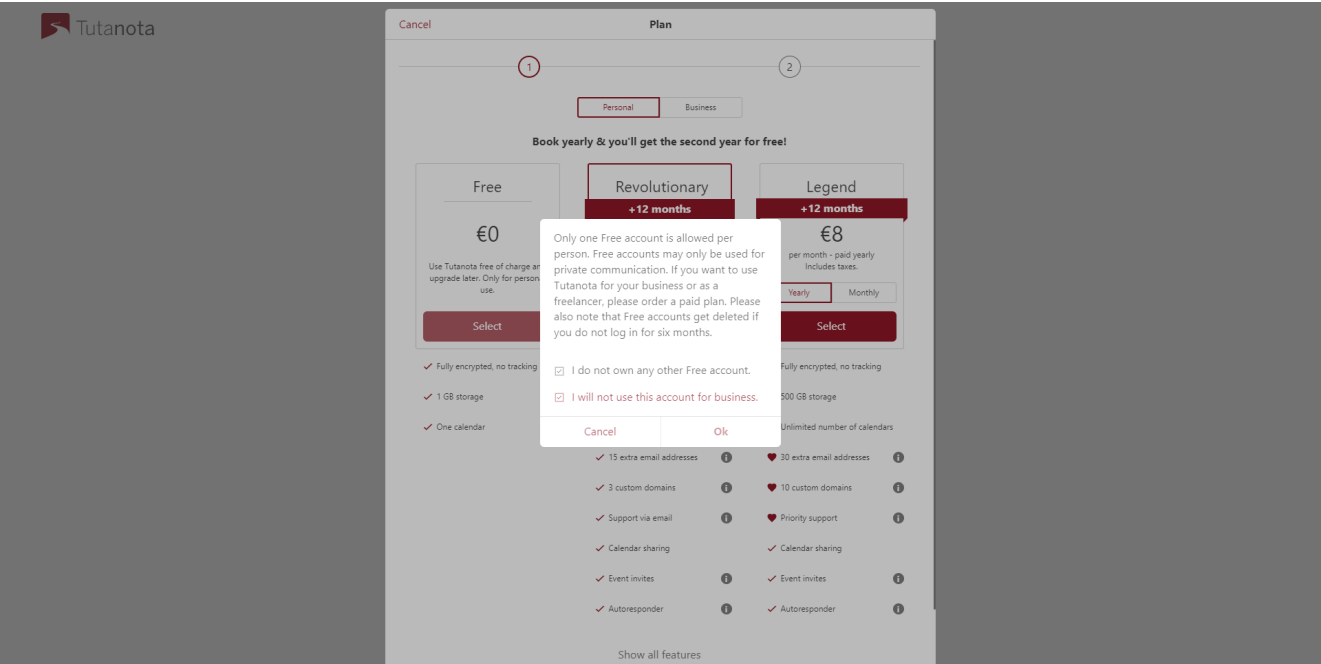 Tutanota
Cancel
Plan
1
2
Personal
Business
Book yearly & you'll get the second year for free!
Free
€0
Use Tutanota free of charge an
upgrade later. Only for person
use.
Select
Fully encrypted, no tracking
1 GB storage
One calendar
Revolutionary
+12 months
15 extra email addresses
3 custom domains
Support via email
Calendar sharing
Event invites
Autoresponder
Legend
+12 months
€8
per month - paid yearly
Includes taxes.
Yearly
Monthly
Select
Fully encrypted, no tracking
500 GB storage
Unlimited number of calendars
30 extra email addresses
10 custom domains
Priority support
Calendar sharing
Event invites
Autoresponder
Only one Free account is allowed per
person. Free accounts may only be used for
private communication. If you want to use
Tutanota for your business or as a
freelancer, please order a paid plan. Please
also note that Free accounts get deleted if
you do not log in for six months.
I do not own any other Free account.
I will not use this account for business.
Cancel
Ok
Show all features